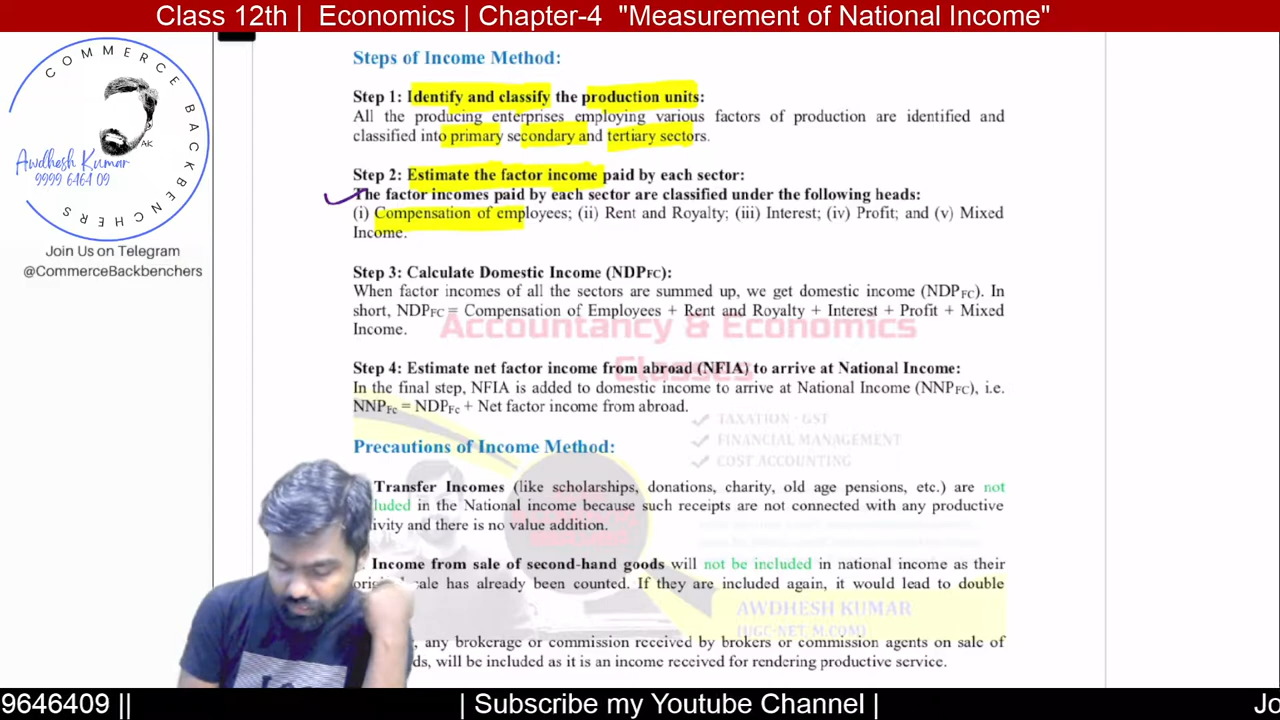 Class 12th | Economics | Chapter-4 "Measurement of National Income"
COMMERCE BACKBENCHERS
AK
Awdhesh Kumar
9999 6464 09
Join Us on Telegram
@CommerceBackbenchers
Steps of Income Method:
Step 1: Identify and classify the production units:
All the producing enterprises employing various factors of production are identified and
classified into primary secondary and tertiary sectors.
Step 2: Estimate the factor income paid by each sector:
The factor incomes paid by each sector are classified under the following heads:
(i) Compensation of employees; (ii) Rent and Royalty; (iii) Interest; (iv) Profit; and (v) Mixed
Income.
Step 3: Calculate Domestic Income (NDPFC):
When factor incomes of all the sectors are summed up, we get domestic income (NDPFC). In
short, NDPFC = Compensation of Employees + Rent and Royalty + Interest + Profit + Mixed
Income.
Accountancy & Economics
Classes
Step 4: Estimate net factor income from abroad (NFIA) to arrive at National Income:
In the final step, NFIA is added to domestic income to arrive at National Income (NNPFC), i.e.
NNPFc = NDPFc + Net factor income from abroad.
TAXATION - GST
FINANCIAL MANAGEMENT
COST ACCOUNTING
Precautions of Income Method:
Transfer Incomes (like scholarships, donations, charity, old age pensions, etc.) are not
luded in the National income because such receipts are not connected with any productive
ivity and there is no value addition.
Income from sale of second-hand goods will not be included in national income as their
sale has already been counted. If they are included again, it would lead to double
AWDHESH KUMAR
(UGC-NET, M.COM)
, any brokerage or commission received by brokers or commission agents on sale of
ds, will be included as it is an income received for rendering productive service.
9646409 || | Subscribe my Youtube Channel | Jo